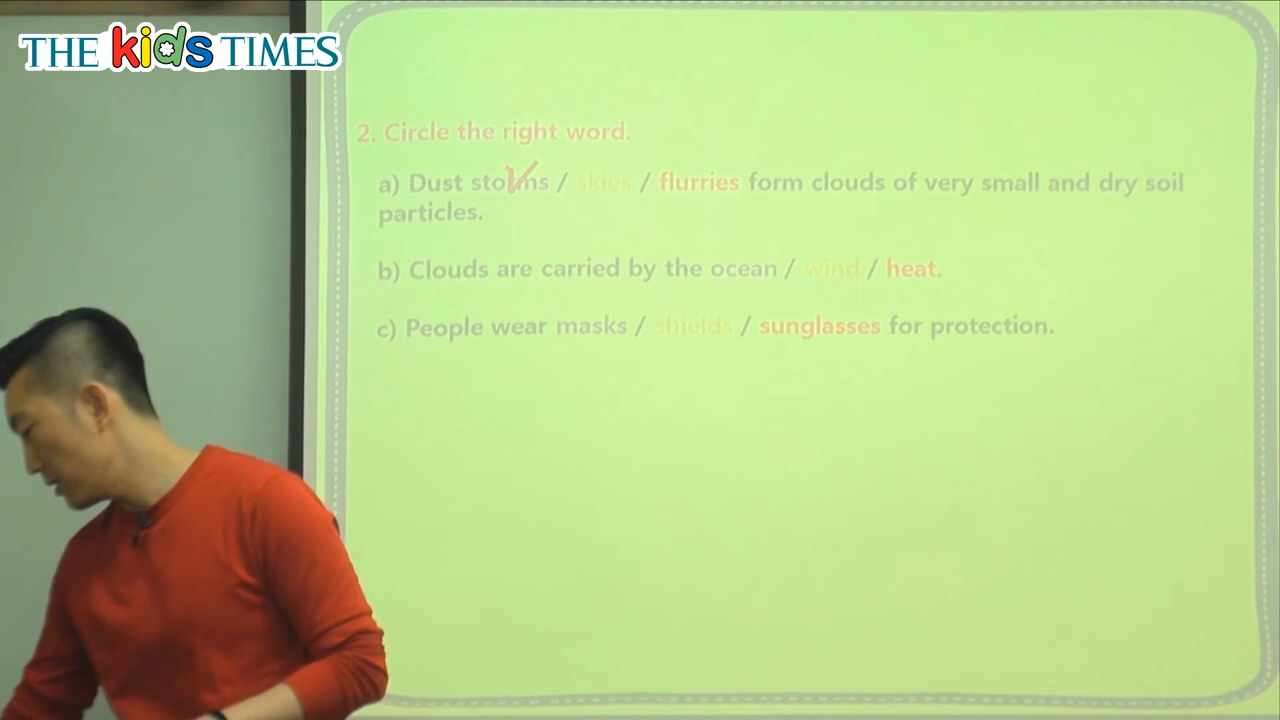 THE kids TIMES
2. Circle the right word.
a) Dust storms / skies / flurries form clouds of very small and dry soil
particles.
b) Clouds are carried by the ocean / wind / heat.
c) People wear masks / shields / sunglasses for protection.